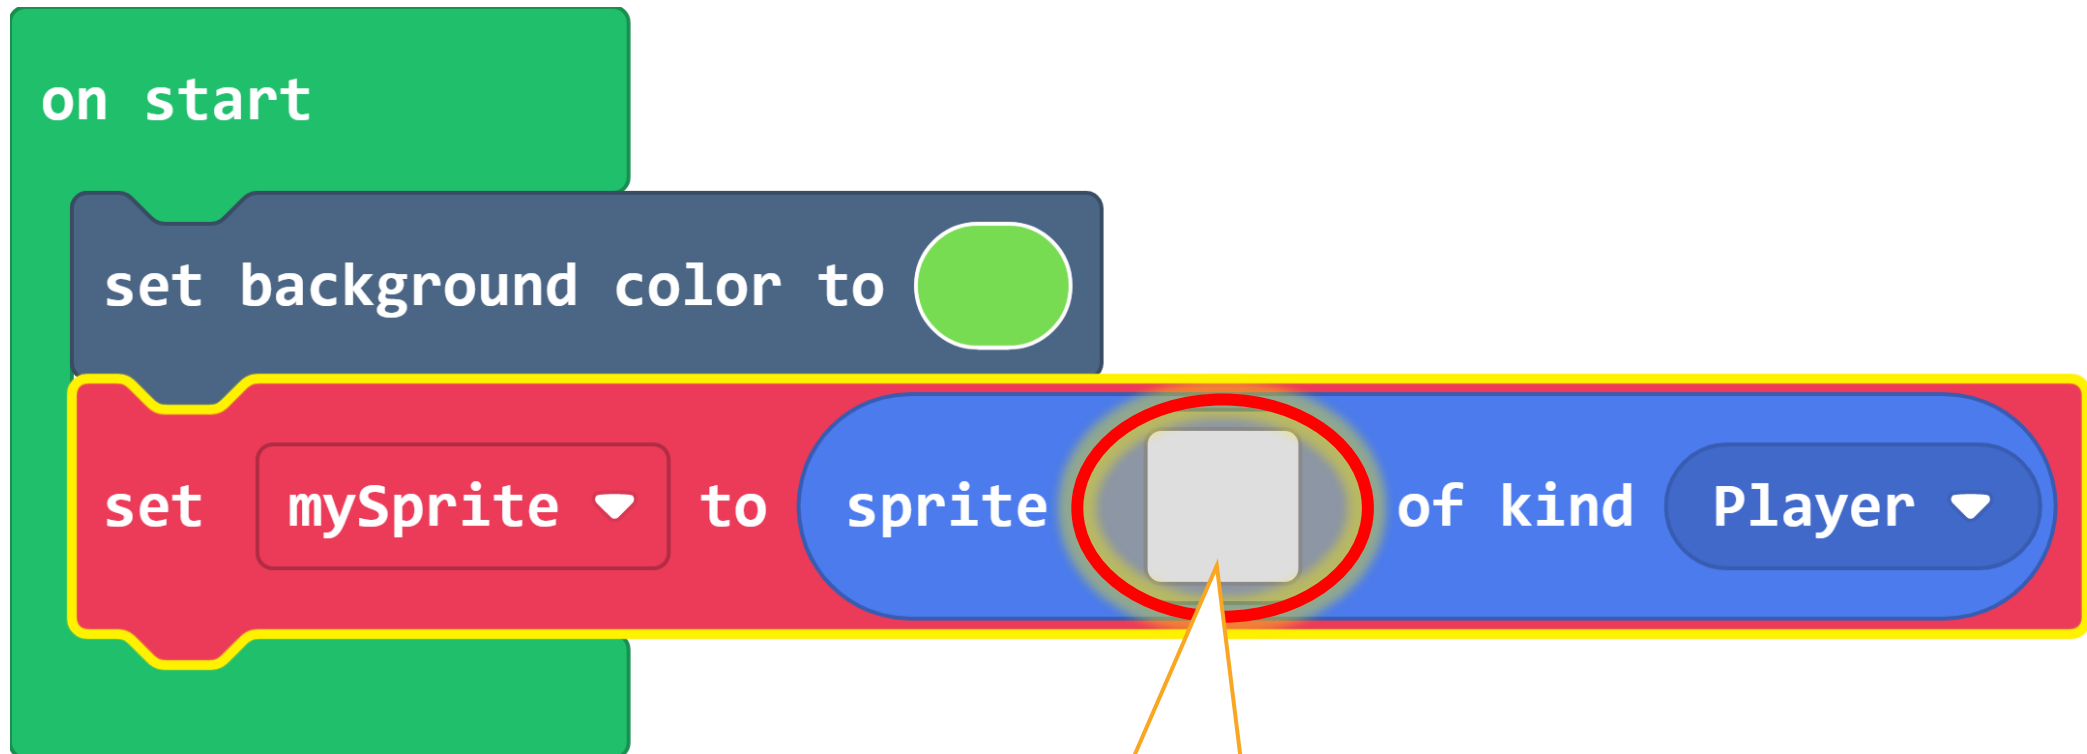 on start
set background color to
set mySprite to sprite of kind Player